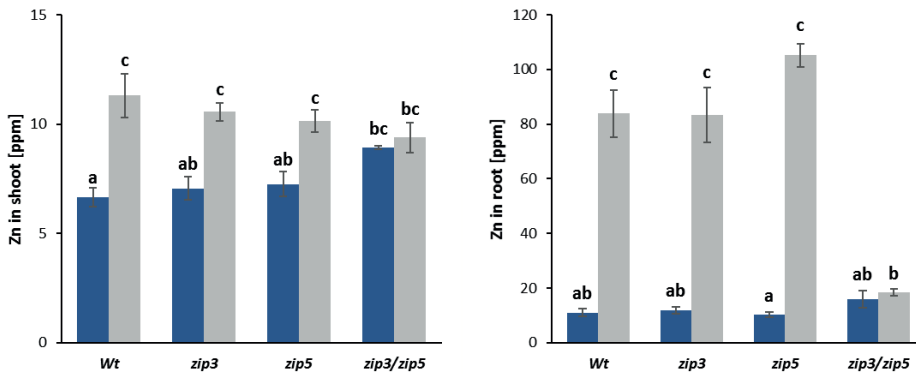 Zn in shoot [ppm]
15
10
5
0
a
c
ab
c
ab
c
bc
bc
Wt
zip3
zip5
zip3/zip5
Zn in root [ppm]
120
100
80
60
40
20
0
ab
c
ab
c
a
c
ab
b
Wt
zip3
zip5
zip3/zip5